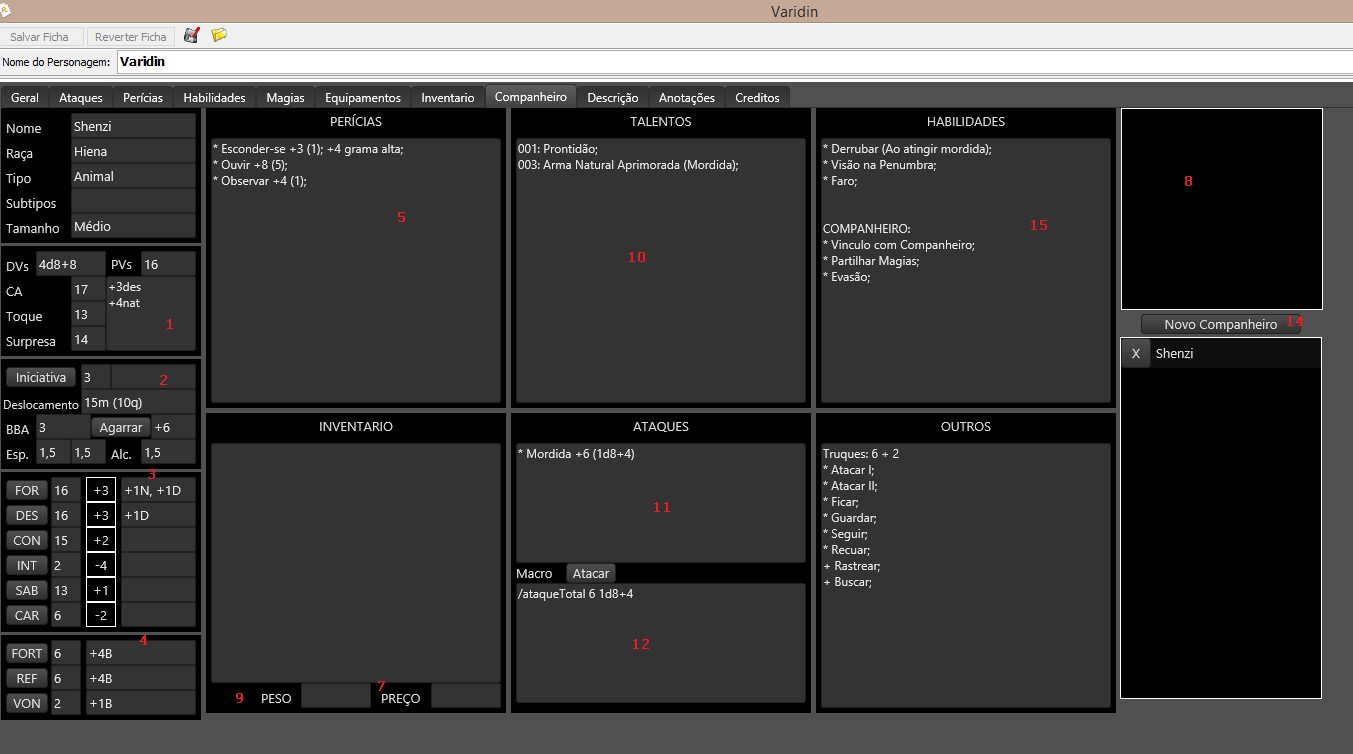 Varidin
Salvar Ficha Reverter Ficha
Nome do Personagem: Varidin
Geral Ataques Perícias Habilidades Magias Equipamentos Inventario Companheiro Descrição Anotações Creditos
Nome Shenzi
Raça Hiena
Tipo Animal
Subtipos
Tamanho Médio
DVs 4d8+8 PVs 16
CA 17 +3des
+4nat
Toque 13
1
Surpresa 14
Iniciativa 3 2
Deslocamento 15m (10q)
BBA 3 Agarrar +6
Esp. 1,5 1,5 Alc. 1,5
3
FOR 16 +3 +1N, +1D
DES 16 +3 +1D
CON 15 +2
INT 2 -4
SAB 13 +1
CAR 6 -2
4
FORT 6 +4B
REF 6 +4B
VON 2 +1B
PERÍCIAS
* Esconder-se +3 (1); +4 grama alta;
* Ouvir +8 (5);
* Observar +4 (1);
5
TALENTOS
001: Prontidão;
003: Arma Natural Aprimorada (Mordida);
10
HABILIDADES
* Derrubar (Ao atingir mordida);
* Visão na Penumbra;
* Faro;
15
COMPANHEIRO:
* Vinculo com Companheiro;
* Partilhar Magias;
* Evasão;
INVENTARIO
9 PESO 7 PREÇO
ATAQUES
* Mordida +6 (1d8+4)
11
Macro Atacar
/ataqueTotal 6 1d8+4
12
OUTROS
Truques: 6 + 2
* Atacar I;
* Atacar II;
* Ficar;
* Guardar;
* Seguir;
* Recuar;
+ Rastrear;
+ Buscar;
8
Novo Companheiro 14
X Shenzi